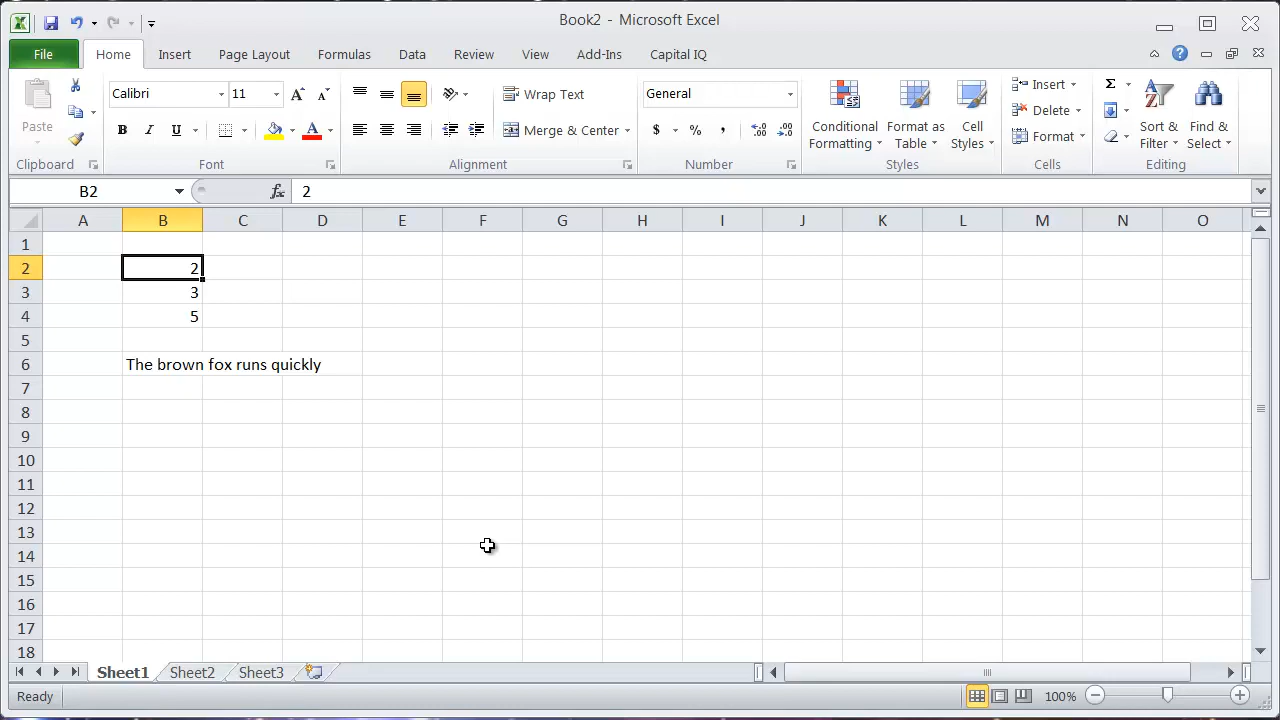 Book2 - Microsoft Excel
File Home Insert Page Layout Formulas Data Review View Add-Ins Capital IQ
Paste
Clipboard
Calibri 11
B I U A
Font
Wrap Text
Merge & Center
Alignment
General
$ % ,
Number
Conditional Formatting
Format as Table
Cell Styles
Styles
Insert
Delete
Format
Cells
Σ
Sort & Filter
Find & Select
Editing
B2 fx 2
A B C D E F G H I J K L M N O
1
2 2
3 3
4 5
5
6 The brown fox runs quickly
7
8
9
10
11
12
13
14
15
16
17
18
Sheet1 Sheet2 Sheet3
Ready 100%